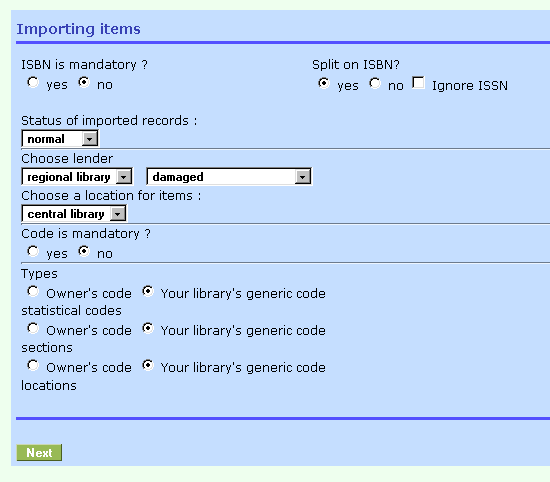 Importing items
ISBN is mandatory ? Split on ISBN?
yes no yes no Ignore ISSN
Status of imported records :
normal
Choose lender
regional library damaged
Choose a location for items :
central library
Code is mandatory ?
yes no
Types
Owner's code Your library's generic code
statistical codes
Owner's code Your library's generic code
sections
Owner's code Your library's generic code
locations
Next